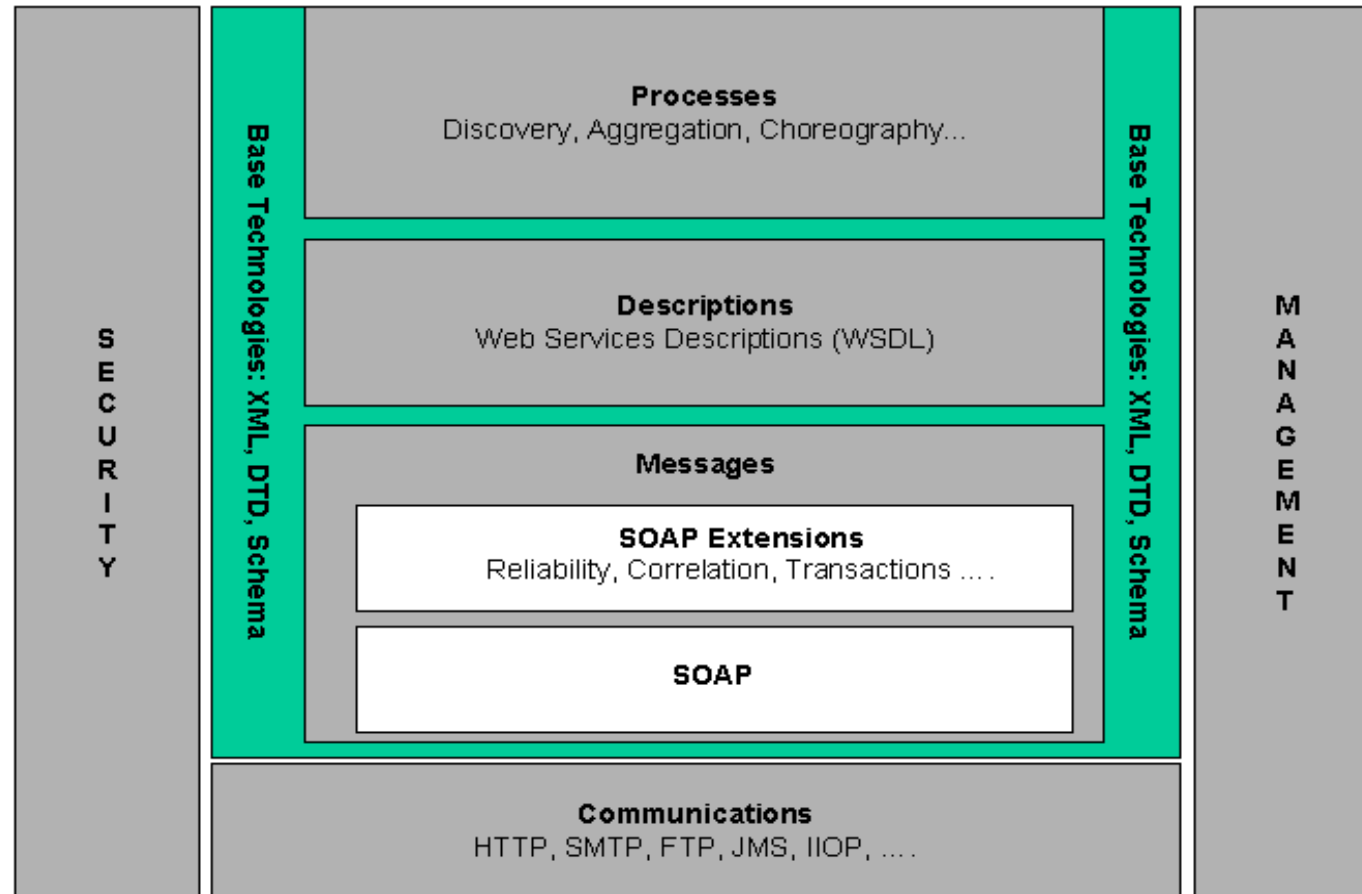 SECURITY
Base Technologies: XML, DTD, Schema
Processes
Discovery, Aggregation, Choreography...
Descriptions
Web Services Descriptions (WSDL)
Messages
SOAP Extensions
Reliability, Correlation, Transactions ....
SOAP
Base Technologies: XML, DTD, Schema
MANAGEMENT
Communications
HTTP, SMTP, FTP, JMS, IIOP, ....